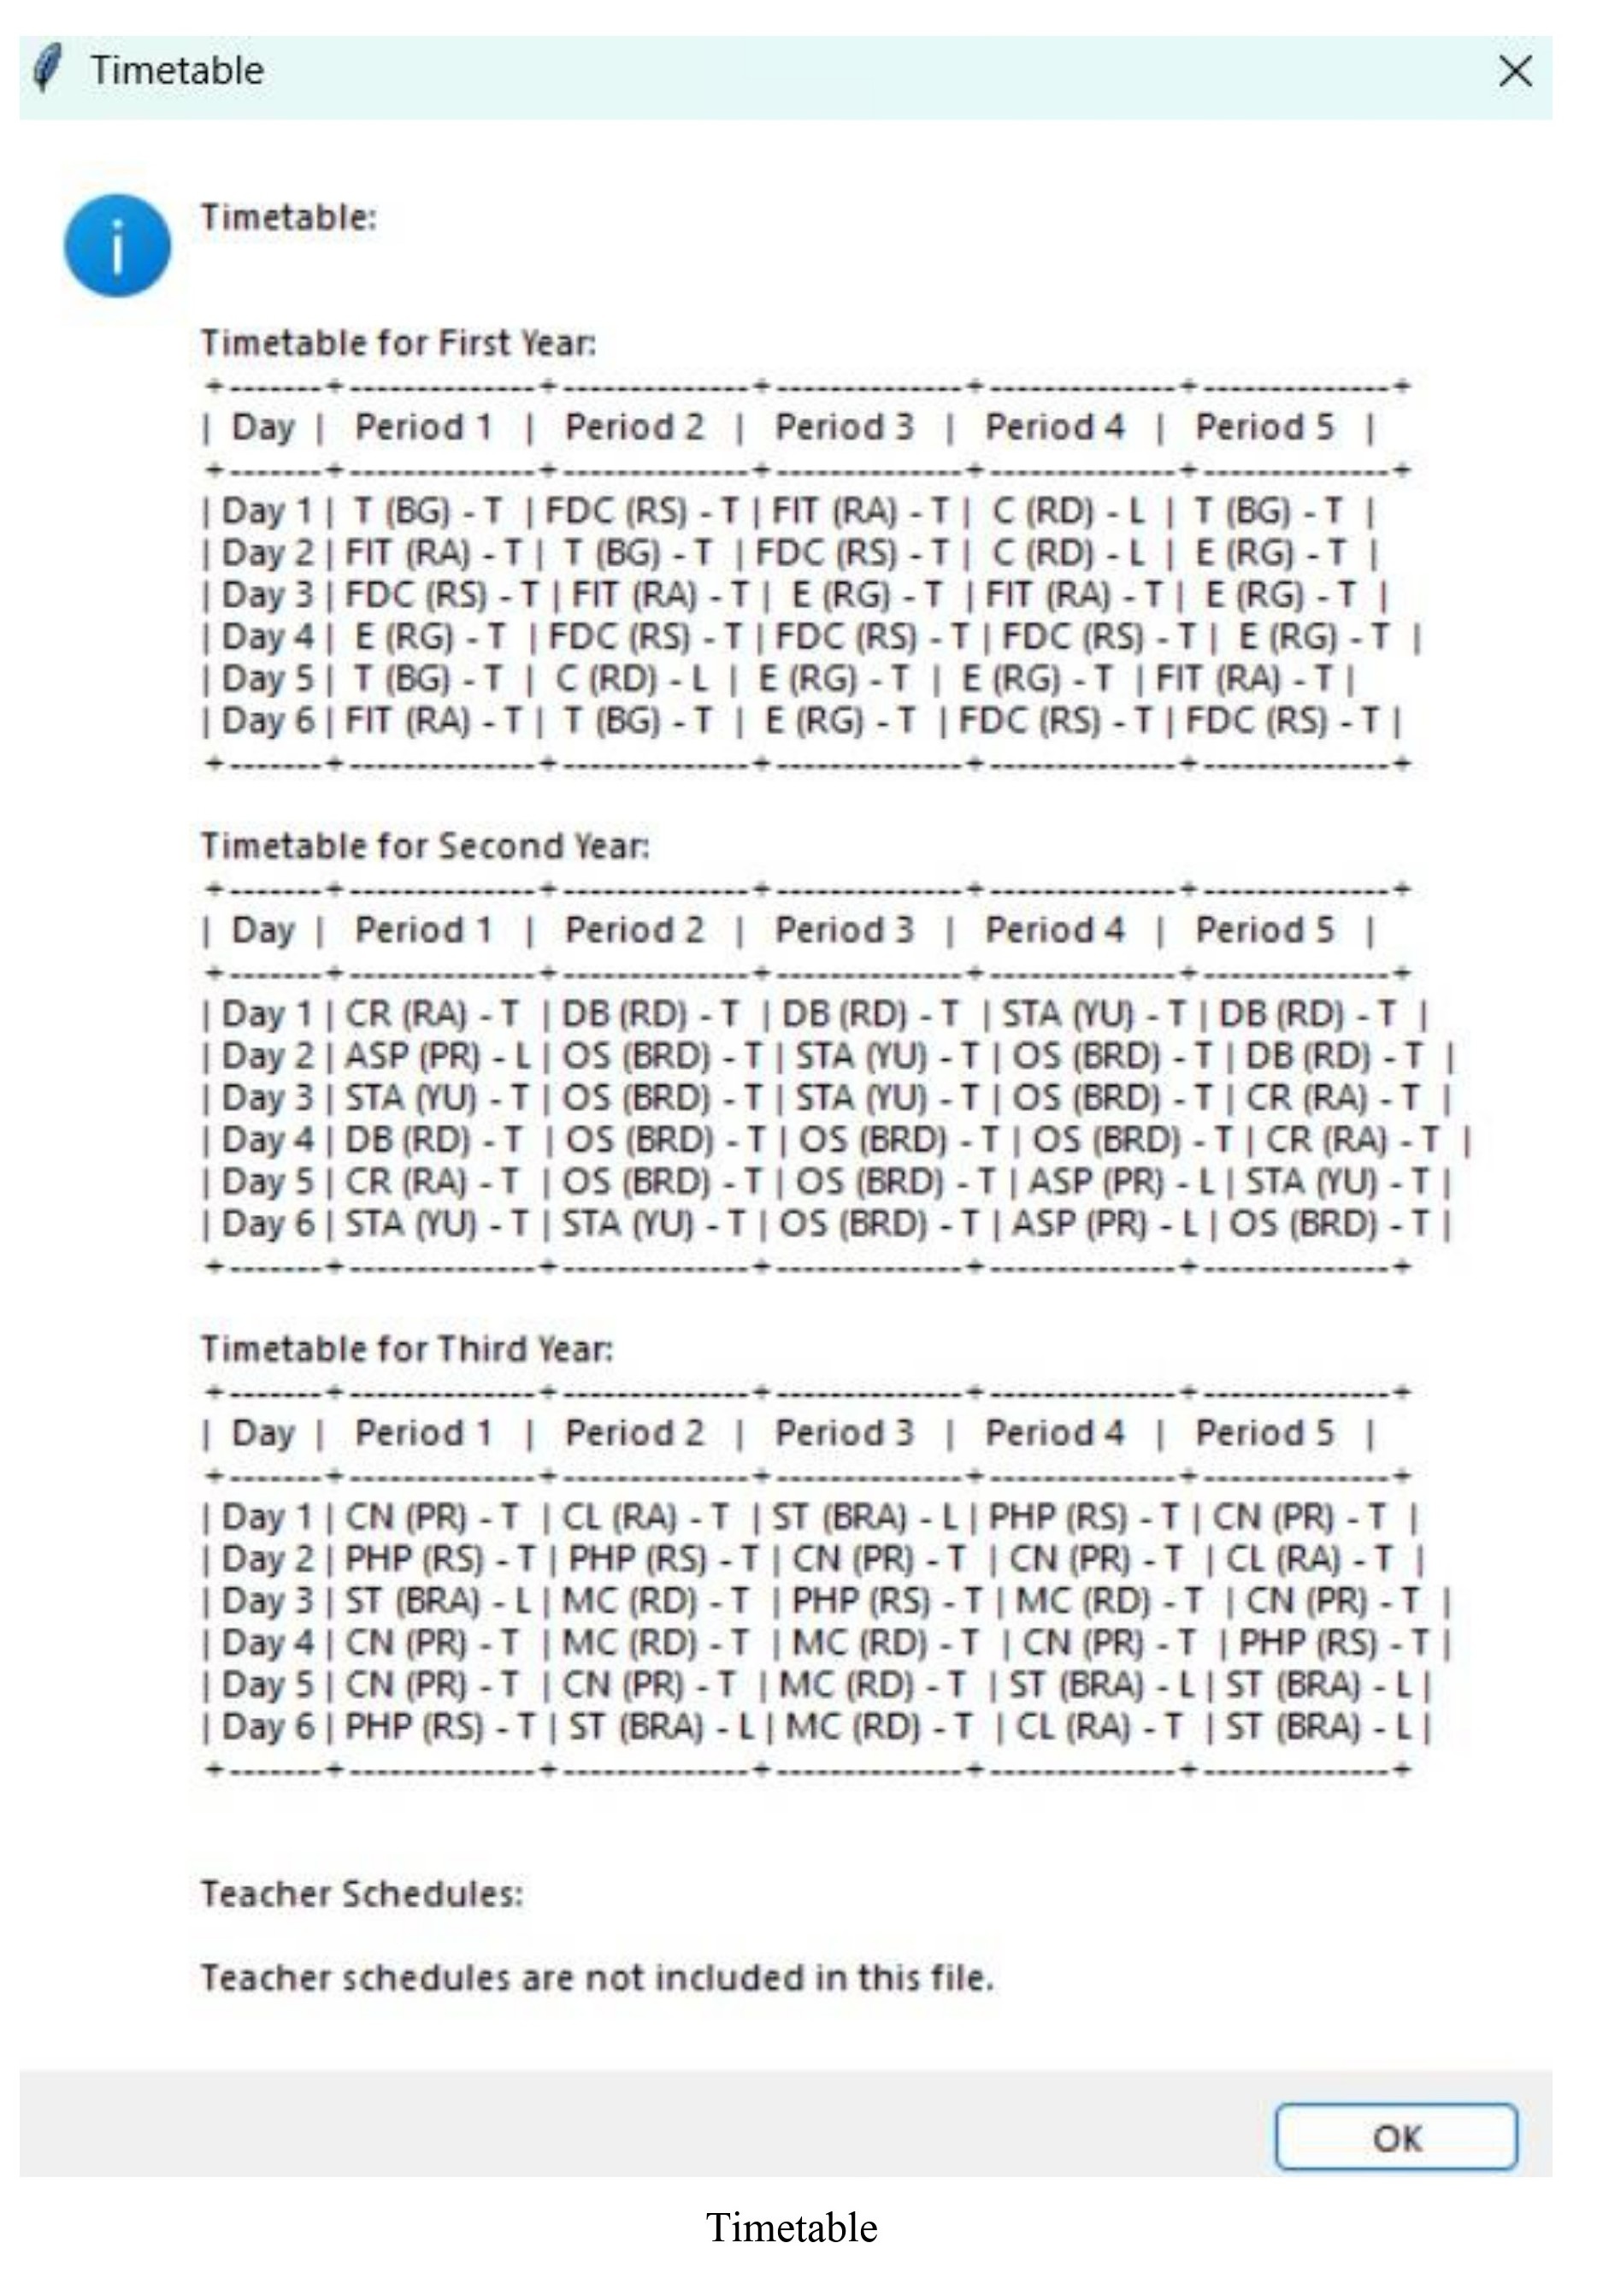 Timetable
Timetable:
Timetable for First Year:
+-------+--------------+--------------+--------------+--------------+--------------+
| Day | Period 1 | Period 2 | Period 3 | Period 4 | Period 5 |
+-------+--------------+--------------+--------------+--------------+--------------+
| Day 1 | T (BG) - T | FDC (RS) - T | FIT (RA) - T | C (RD) - L | T (BG) - T |
| Day 2 | FIT (RA) - T | T (BG) - T | FDC (RS) - T | C (RD) - L | E (RG) - T |
| Day 3 | FDC (RS) - T | FIT (RA) - T | E (RG) - T | FIT (RA) - T | E (RG) - T |
| Day 4 | E (RG) - T | FDC (RS) - T | FDC (RS) - T | FDC (RS) - T | E (RG) - T |
| Day 5 | T (BG) - T | C (RD) - L | E (RG) - T | E (RG) - T | FIT (RA) - T |
| Day 6 | FIT (RA) - T | T (BG) - T | E (RG) - T | FDC (RS) - T | FDC (RS) - T |
+-------+--------------+--------------+--------------+--------------+--------------+
Timetable for Second Year:
+-------+--------------+--------------+--------------+--------------+--------------+
| Day | Period 1 | Period 2 | Period 3 | Period 4 | Period 5 |
+-------+--------------+--------------+--------------+--------------+--------------+
| Day 1 | CR (RA) - T | DB (RD) - T | DB (RD) - T | STA (YU) - T | DB (RD) - T |
| Day 2 | ASP (PR) - L | OS (BRD) - T | STA (YU) - T | OS (BRD) - T | DB (RD) - T |
| Day 3 | STA (YU) - T | OS (BRD) - T | STA (YU) - T | OS (BRD) - T | CR (RA) - T |
| Day 4 | DB (RD) - T | OS (BRD) - T | OS (BRD) - T | OS (BRD) - T | CR (RA) - T |
| Day 5 | CR (RA) - T | OS (BRD) - T | OS (BRD) - T | ASP (PR) - L | STA (YU) - T |
| Day 6 | STA (YU) - T | STA (YU) - T | OS (BRD) - T | ASP (PR) - L | OS (BRD) - T |
+-------+--------------+--------------+--------------+--------------+--------------+
Timetable for Third Year:
+-------+--------------+--------------+--------------+--------------+--------------+
| Day | Period 1 | Period 2 | Period 3 | Period 4 | Period 5 |
+-------+--------------+--------------+--------------+--------------+--------------+
| Day 1 | CN (PR) - T | CL (RA) - T | ST (BRA) - L | PHP (RS) - T | CN (PR) - T |
| Day 2 | PHP (RS) - T | PHP (RS) - T | CN (PR) - T | CN (PR) - T | CL (RA) - T |
| Day 3 | ST (BRA) - L | MC (RD) - T | PHP (RS) - T | MC (RD) - T | CN (PR) - T |
| Day 4 | CN (PR) - T | MC (RD) - T | MC (RD) - T | CN (PR) - T | PHP (RS) - T |
| Day 5 | CN (PR) - T | CN (PR) - T | MC (RD) - T | ST (BRA) - L | ST (BRA) - L |
| Day 6 | PHP (RS) - T | ST (BRA) - L | MC (RD) - T | CL (RA) - T | ST (BRA) - L |
+-------+--------------+--------------+--------------+--------------+--------------+
Teacher Schedules:
Teacher schedules are not included in this file.
OK
Timetable